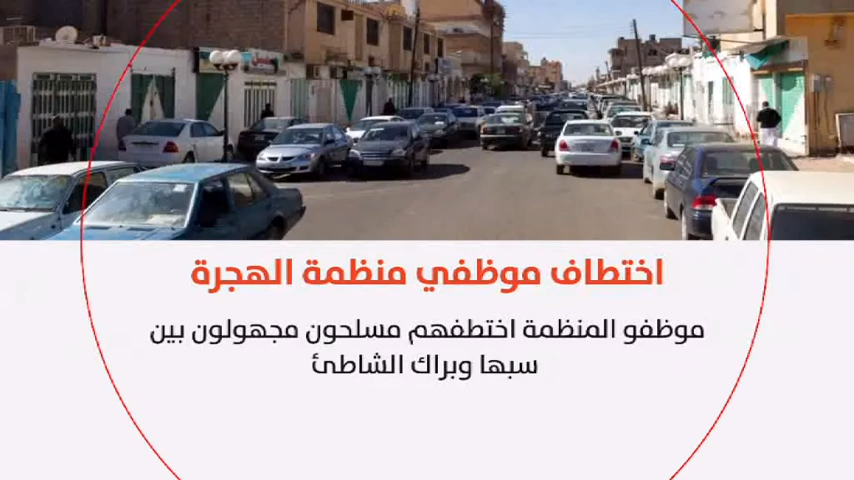 اختطاف موظفي منظمة الهجرة
موظفو المنظمة اختطفهم مسلحون مجهولون بين
سبها وبراك الشاطئ